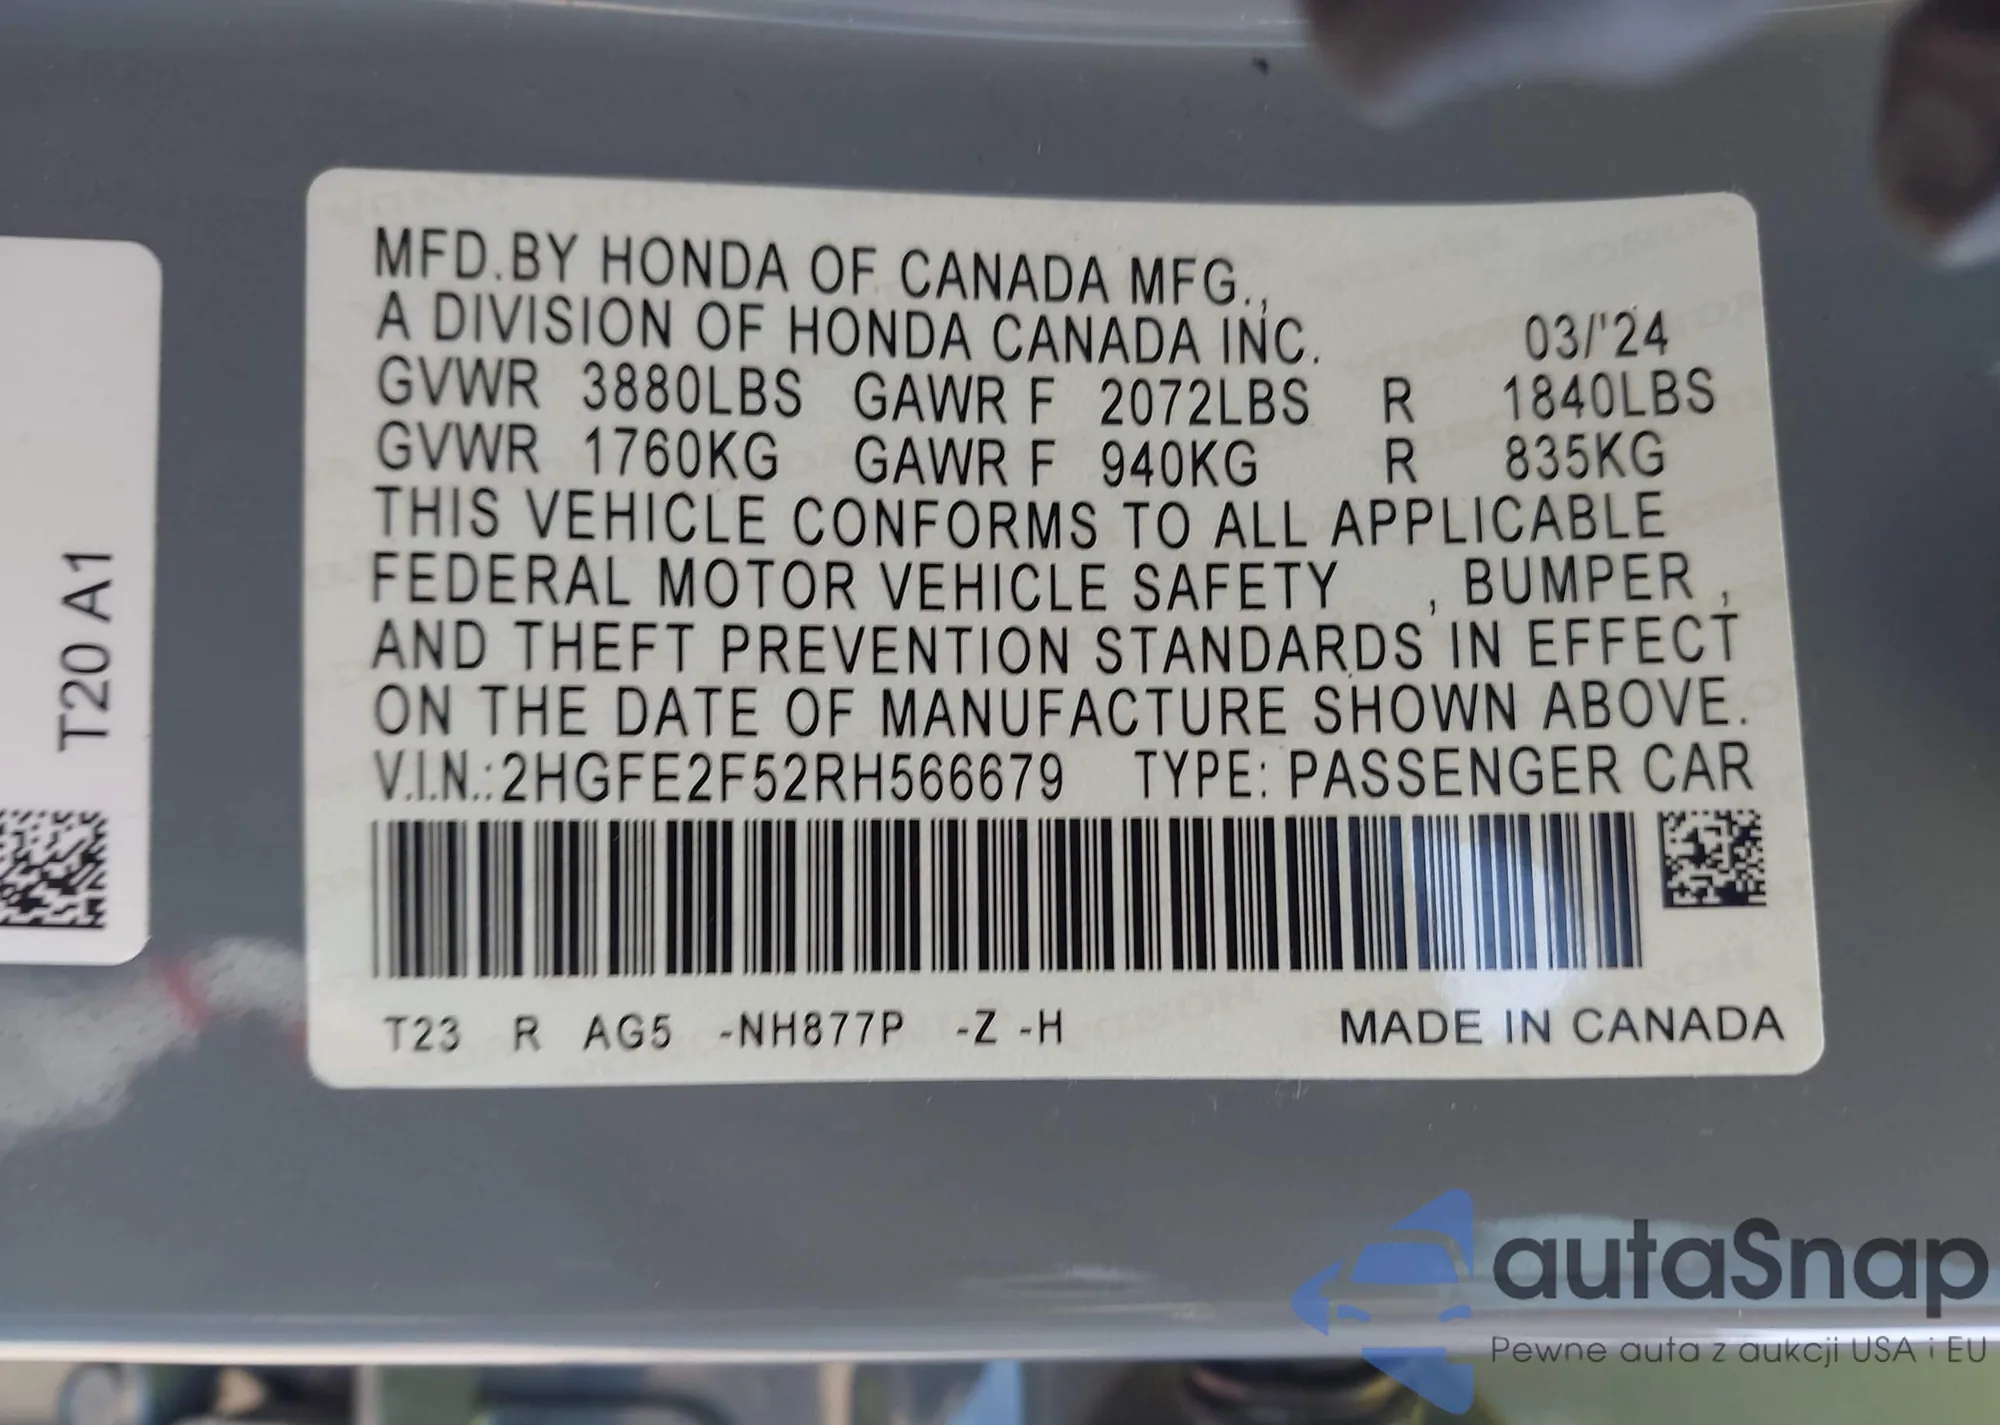 MFD.BY HONDA OF CANADA MFG.,
A DIVISION OF HONDA CANADA INC. 03/'24
GVWR 3880LBS GAWR F 2072LBS R 1840LBS
GVWR 1760KG GAWR F 940KG R 835KG
THIS VEHICLE CONFORMS TO ALL APPLICABLE
FEDERAL MOTOR VEHICLE SAFETY , BUMPER ,
AND THEFT PREVENTION STANDARDS IN EFFECT
ON THE DATE OF MANUFACTURE SHOWN ABOVE.
V.I.N.:2HGFE2F52RH566679 TYPE: PASSENGER CAR
T23 R AG5 -NH877P -Z -H MADE IN CANADA
T20 A1
autaSnap
Pewne auta z aukcji USA i EU